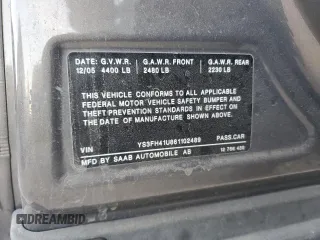 DATE: G.V.W.R. G.A.W.R. FRONT G.A.W.R. REAR
12/05 4400 LB 2460 LB 2230 LB
THIS VEHICLE CONFORMS TO ALL APPLICABLE
FEDERAL MOTOR VEHICLE SAFETY BUMPER AND
THEFT PREVENTION STANDARDS IN EFFECT ON
THE DATE OF MANUFACTURE SHOWN ABOVE.
VIN YS3FH41U861102489 PASS.CAR
MFD BY SAAB AUTOMOBILE AB
DREAMBID